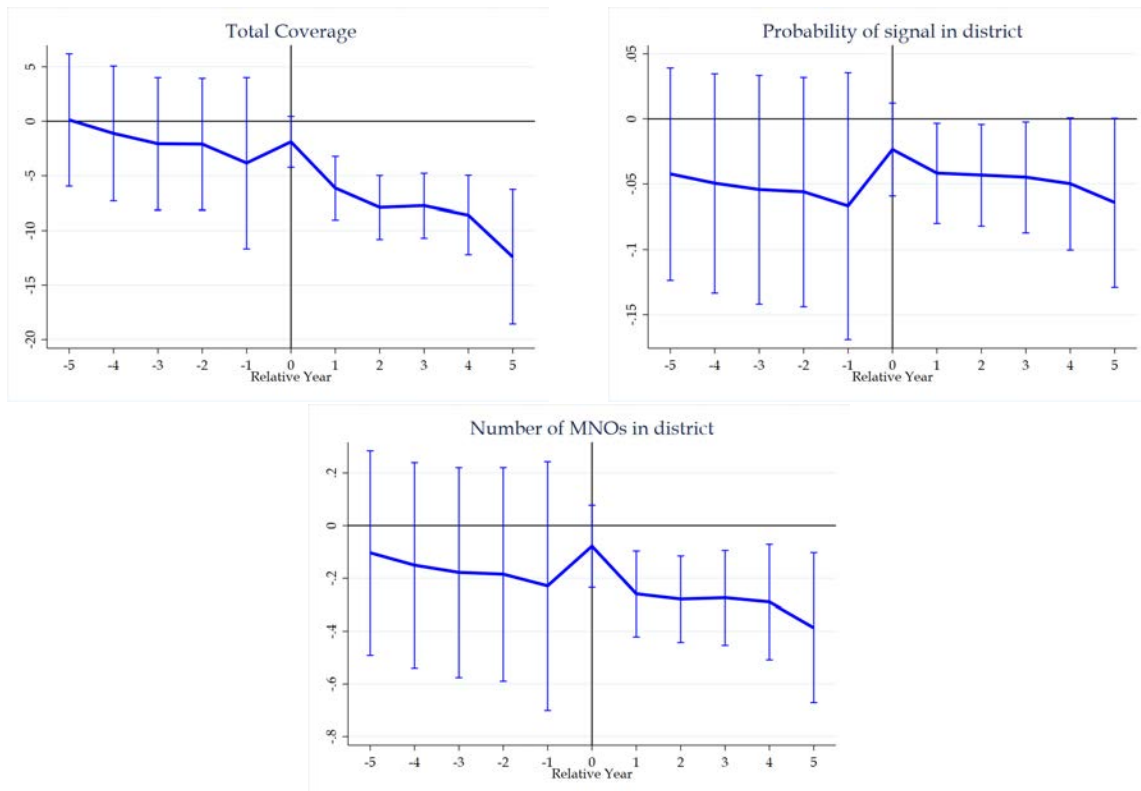 Total Coverage
5
0
-5
-10
-15
-20
-5 -4 -3 -2 -1 0 1 2 3 4 5
Relative Year
Probability of signal in district
.05
0
-.05
-.1
-.15
-5 -4 -3 -2 -1 0 1 2 3 4 5
Relative Year
Number of MNOs in district
.2
0
-.2
-.4
-.6
-.8
-5 -4 -3 -2 -1 0 1 2 3 4 5
Relative Year